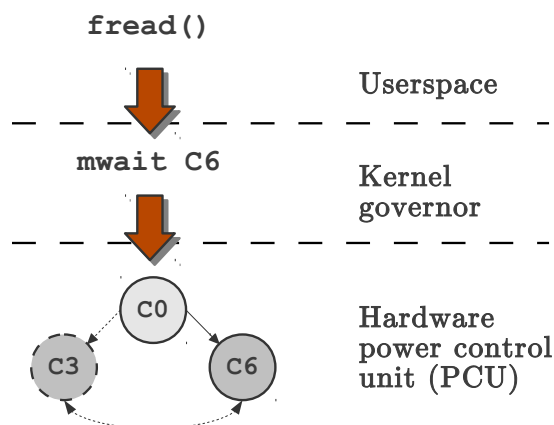 fread()
Userspace
mwait C6
Kernel
governor
C0
C3
C6
Hardware
power control
unit (PCU)